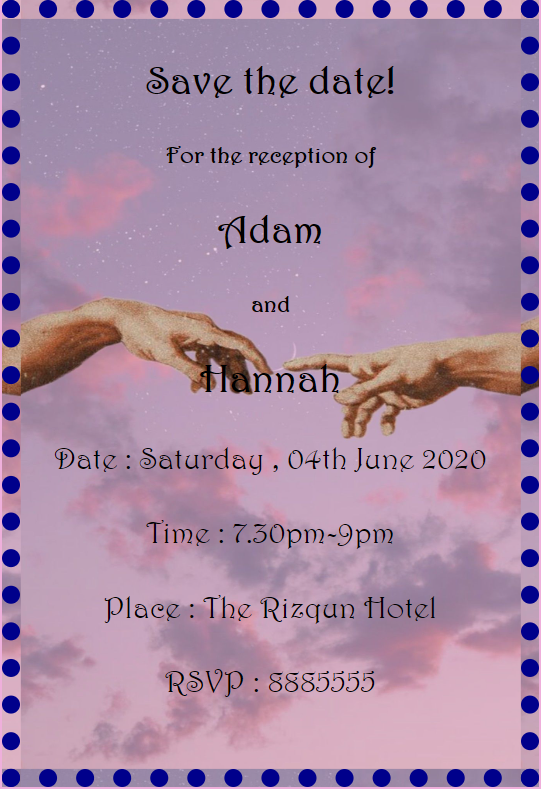 Save the date!
For the reception of
Adam
and
Hannah
Date : Saturday , 04th June 2020
Time : 7.30pm-9pm
Place : The Rizqun Hotel
RSVP : 8885555